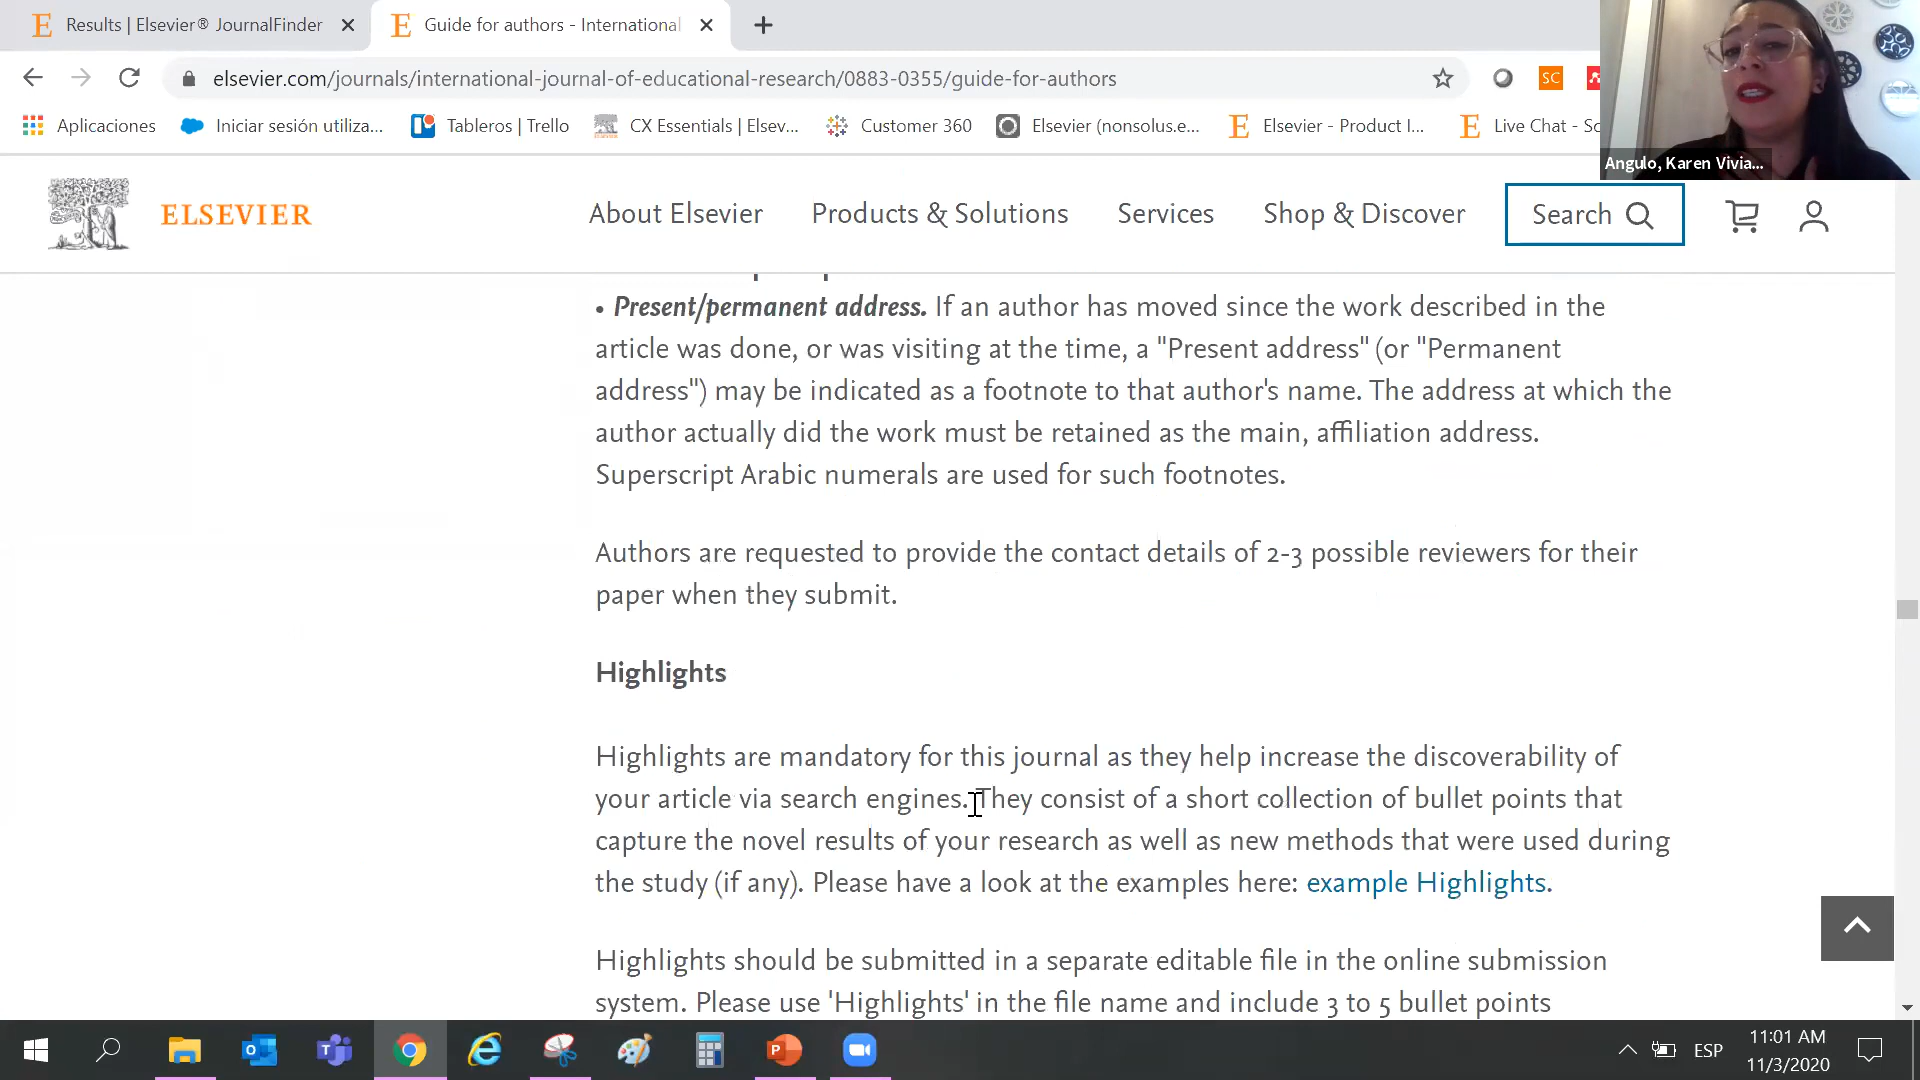 Results | Elsevier® JournalFinder
Guide for authors - International
elsevier.com/journals/international-journal-of-educational-research/0883-0355/guide-for-authors
SC
Aplicaciones
Iniciar sesión utiliza...
Tableros | Trello
CX Essentials | Elsev...
Customer 360
Elsevier (nonsolus.e...
Elsevier - Product I...
Live Chat - Sc
Angulo, Karen Vivia...
ELSEVIER
About Elsevier
Products & Solutions
Services
Shop & Discover
Search
• Present/permanent address. If an author has moved since the work described in the
article was done, or was visiting at the time, a "Present address" (or "Permanent
address") may be indicated as a footnote to that author's name. The address at which the
author actually did the work must be retained as the main, affiliation address.
Superscript Arabic numerals are used for such footnotes.
Authors are requested to provide the contact details of 2-3 possible reviewers for their
paper when they submit.
Highlights
Highlights are mandatory for this journal as they help increase the discoverability of
your article via search engines. They consist of a short collection of bullet points that
capture the novel results of your research as well as new methods that were used during
the study (if any). Please have a look at the examples here: example Highlights.
Highlights should be submitted in a separate editable file in the online submission
system. Please use 'Highlights' in the file name and include 3 to 5 bullet points
ESP
11:01 AM
11/3/2020